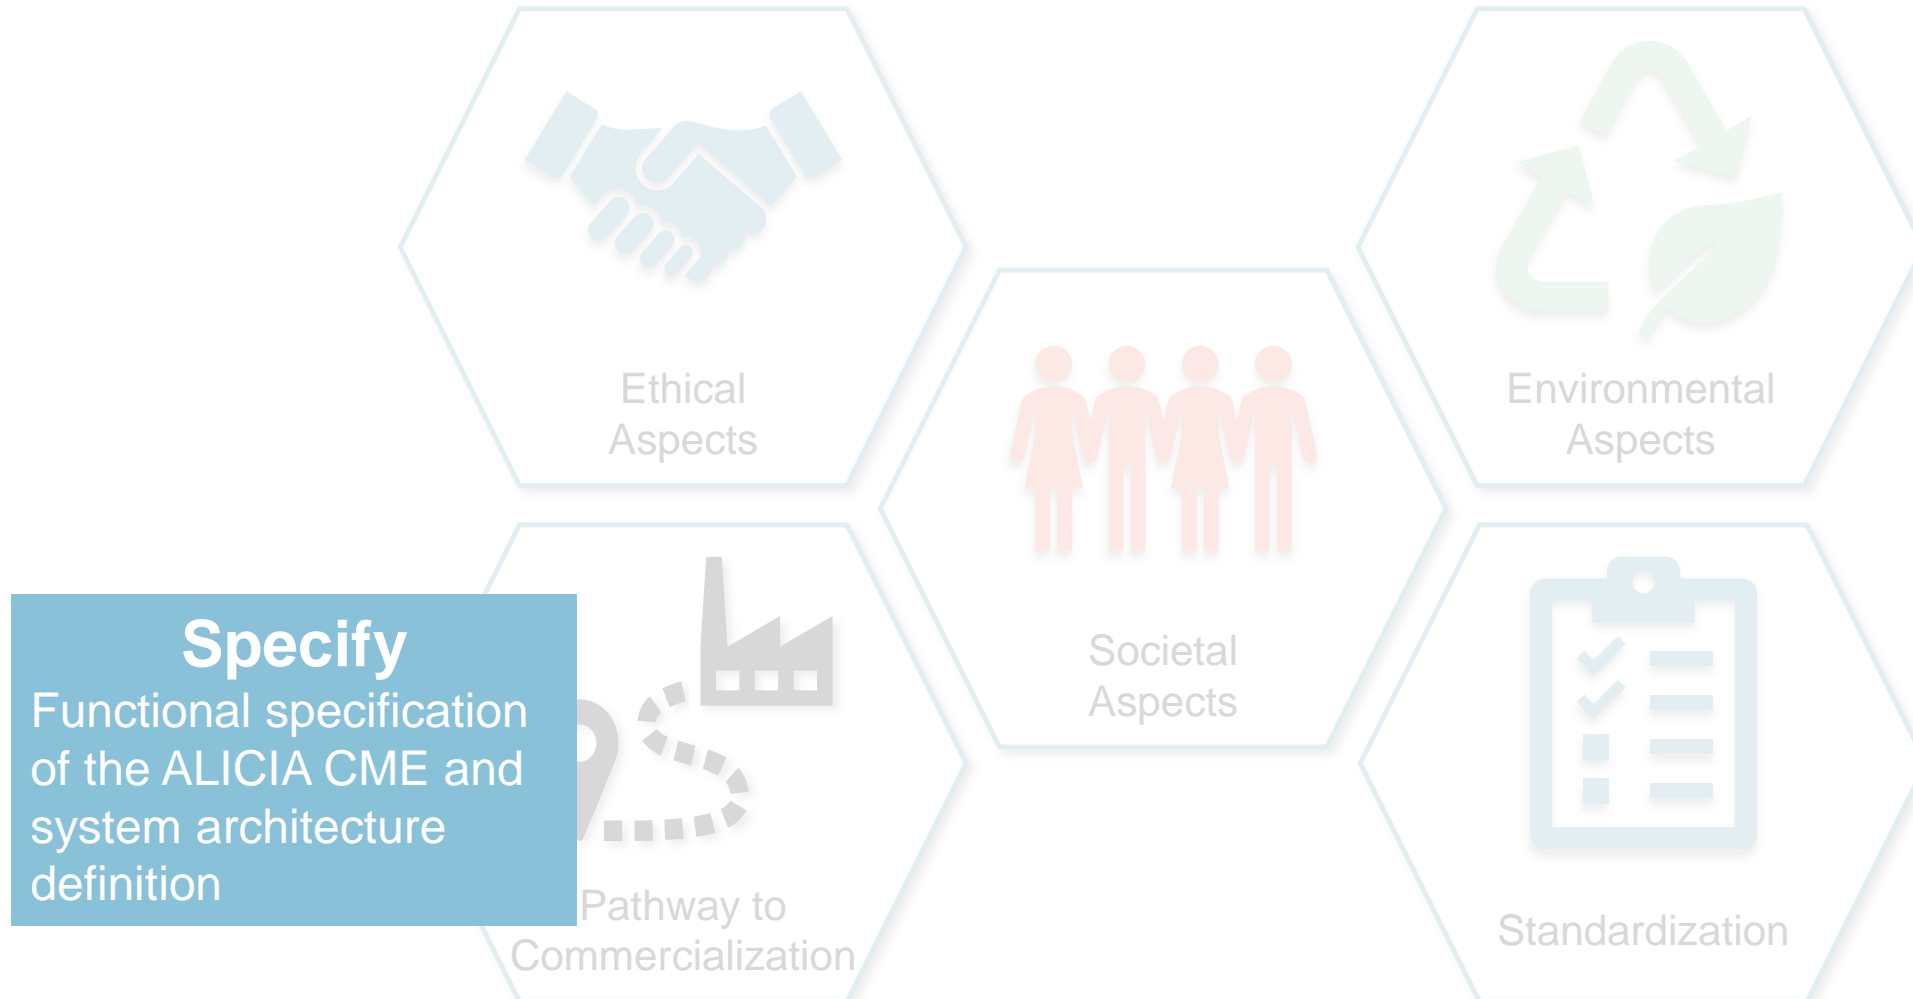 Ethical
Aspects
Environmental
Aspects
Societal
Aspects
Specify
Functional specification
of the ALICIA CME and
system architecture
definition
Pathway to
Commercialization
Standardization